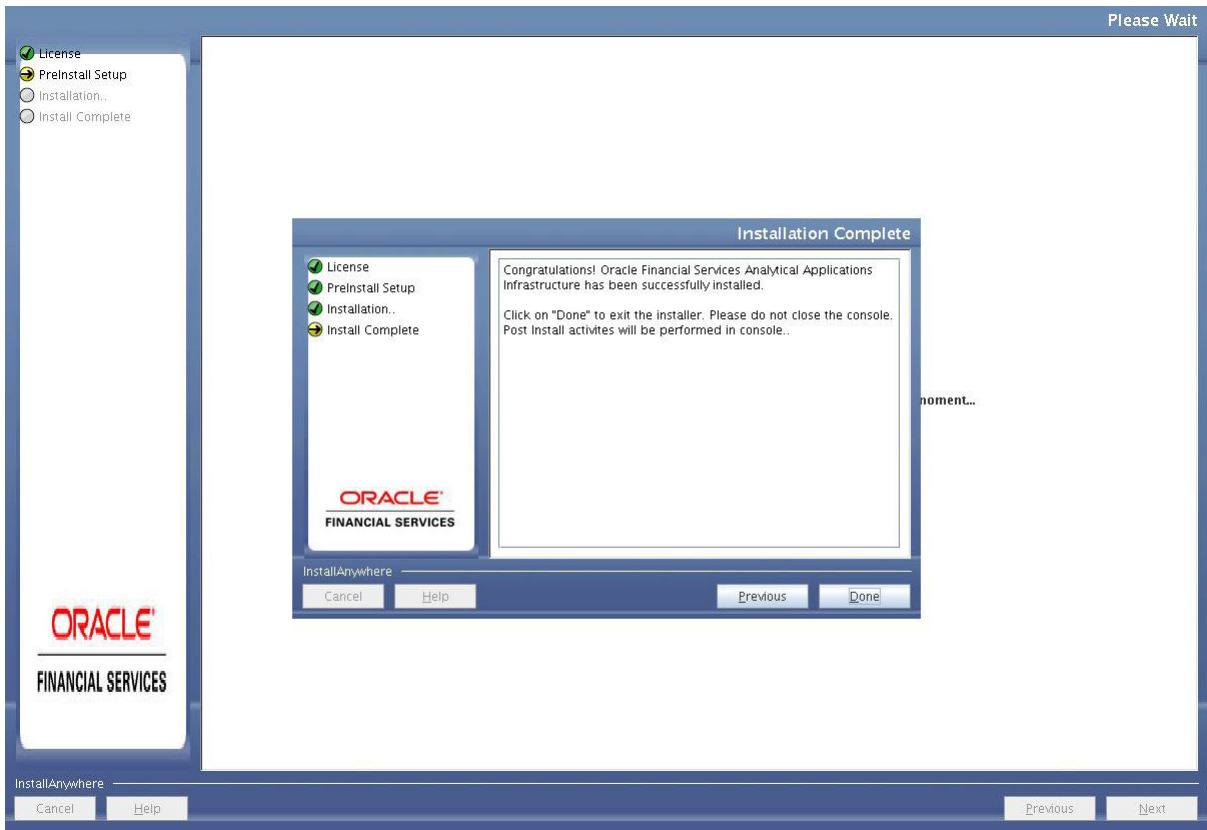 Please Wait
License
PreInstall Setup
Installation..
Install Complete
Installation Complete
License
PreInstall Setup
Installation..
Install Complete
Congratulations! Oracle Financial Services Analytical Applications
Infrastructure has been successfully installed.
Click on "Done" to exit the installer. Please do not close the console.
Post Install activites will be performed in console..
ORACLE
FINANCIAL SERVICES
InstallAnywhere
Cancel
Help
Previous
Done
ORACLE
FINANCIAL SERVICES
InstallAnywhere
Cancel
Help
Previous
Next